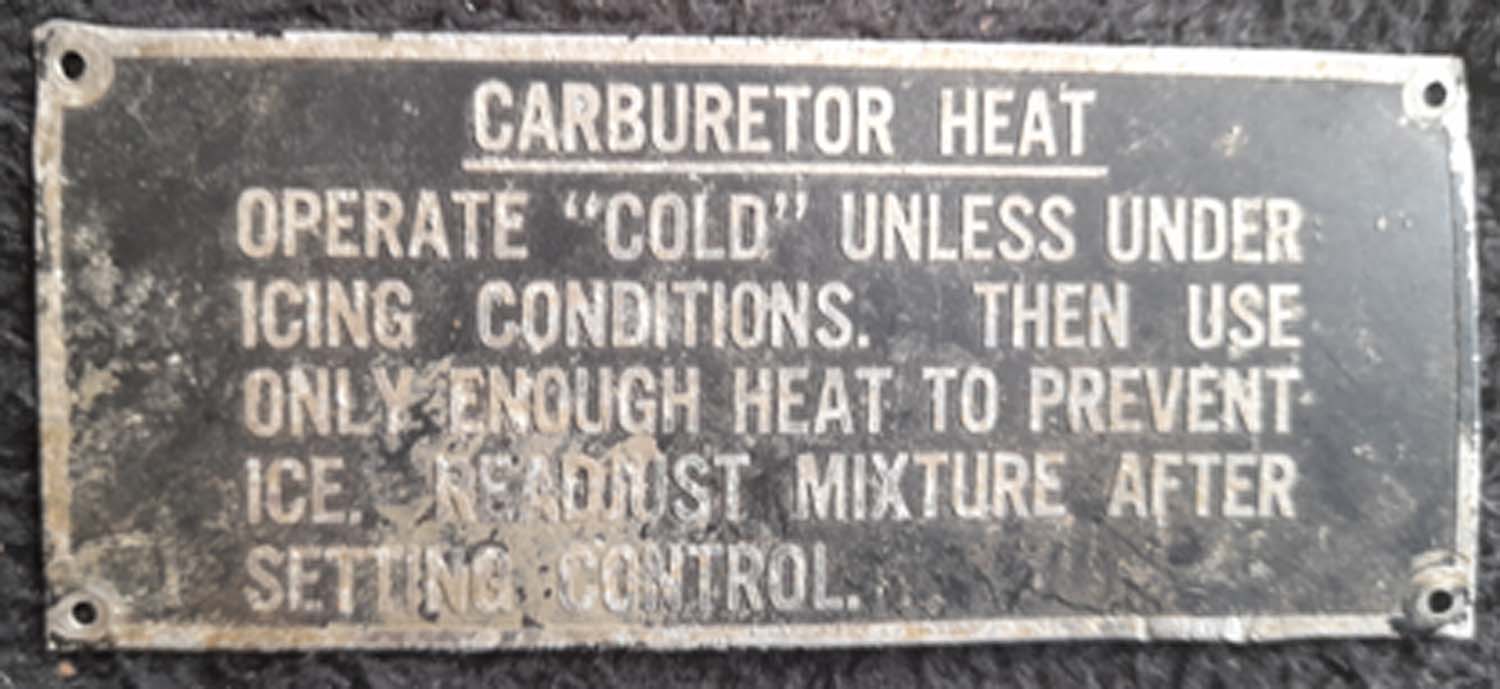 CARBURETOR HEAT
OPERATE “COLD” UNLESS UNDER
ICING CONDITIONS. THEN USE
ONLY ENOUGH HEAT TO PREVENT
ICE. READJUST MIXTURE AFTER
SETTING CONTROL.